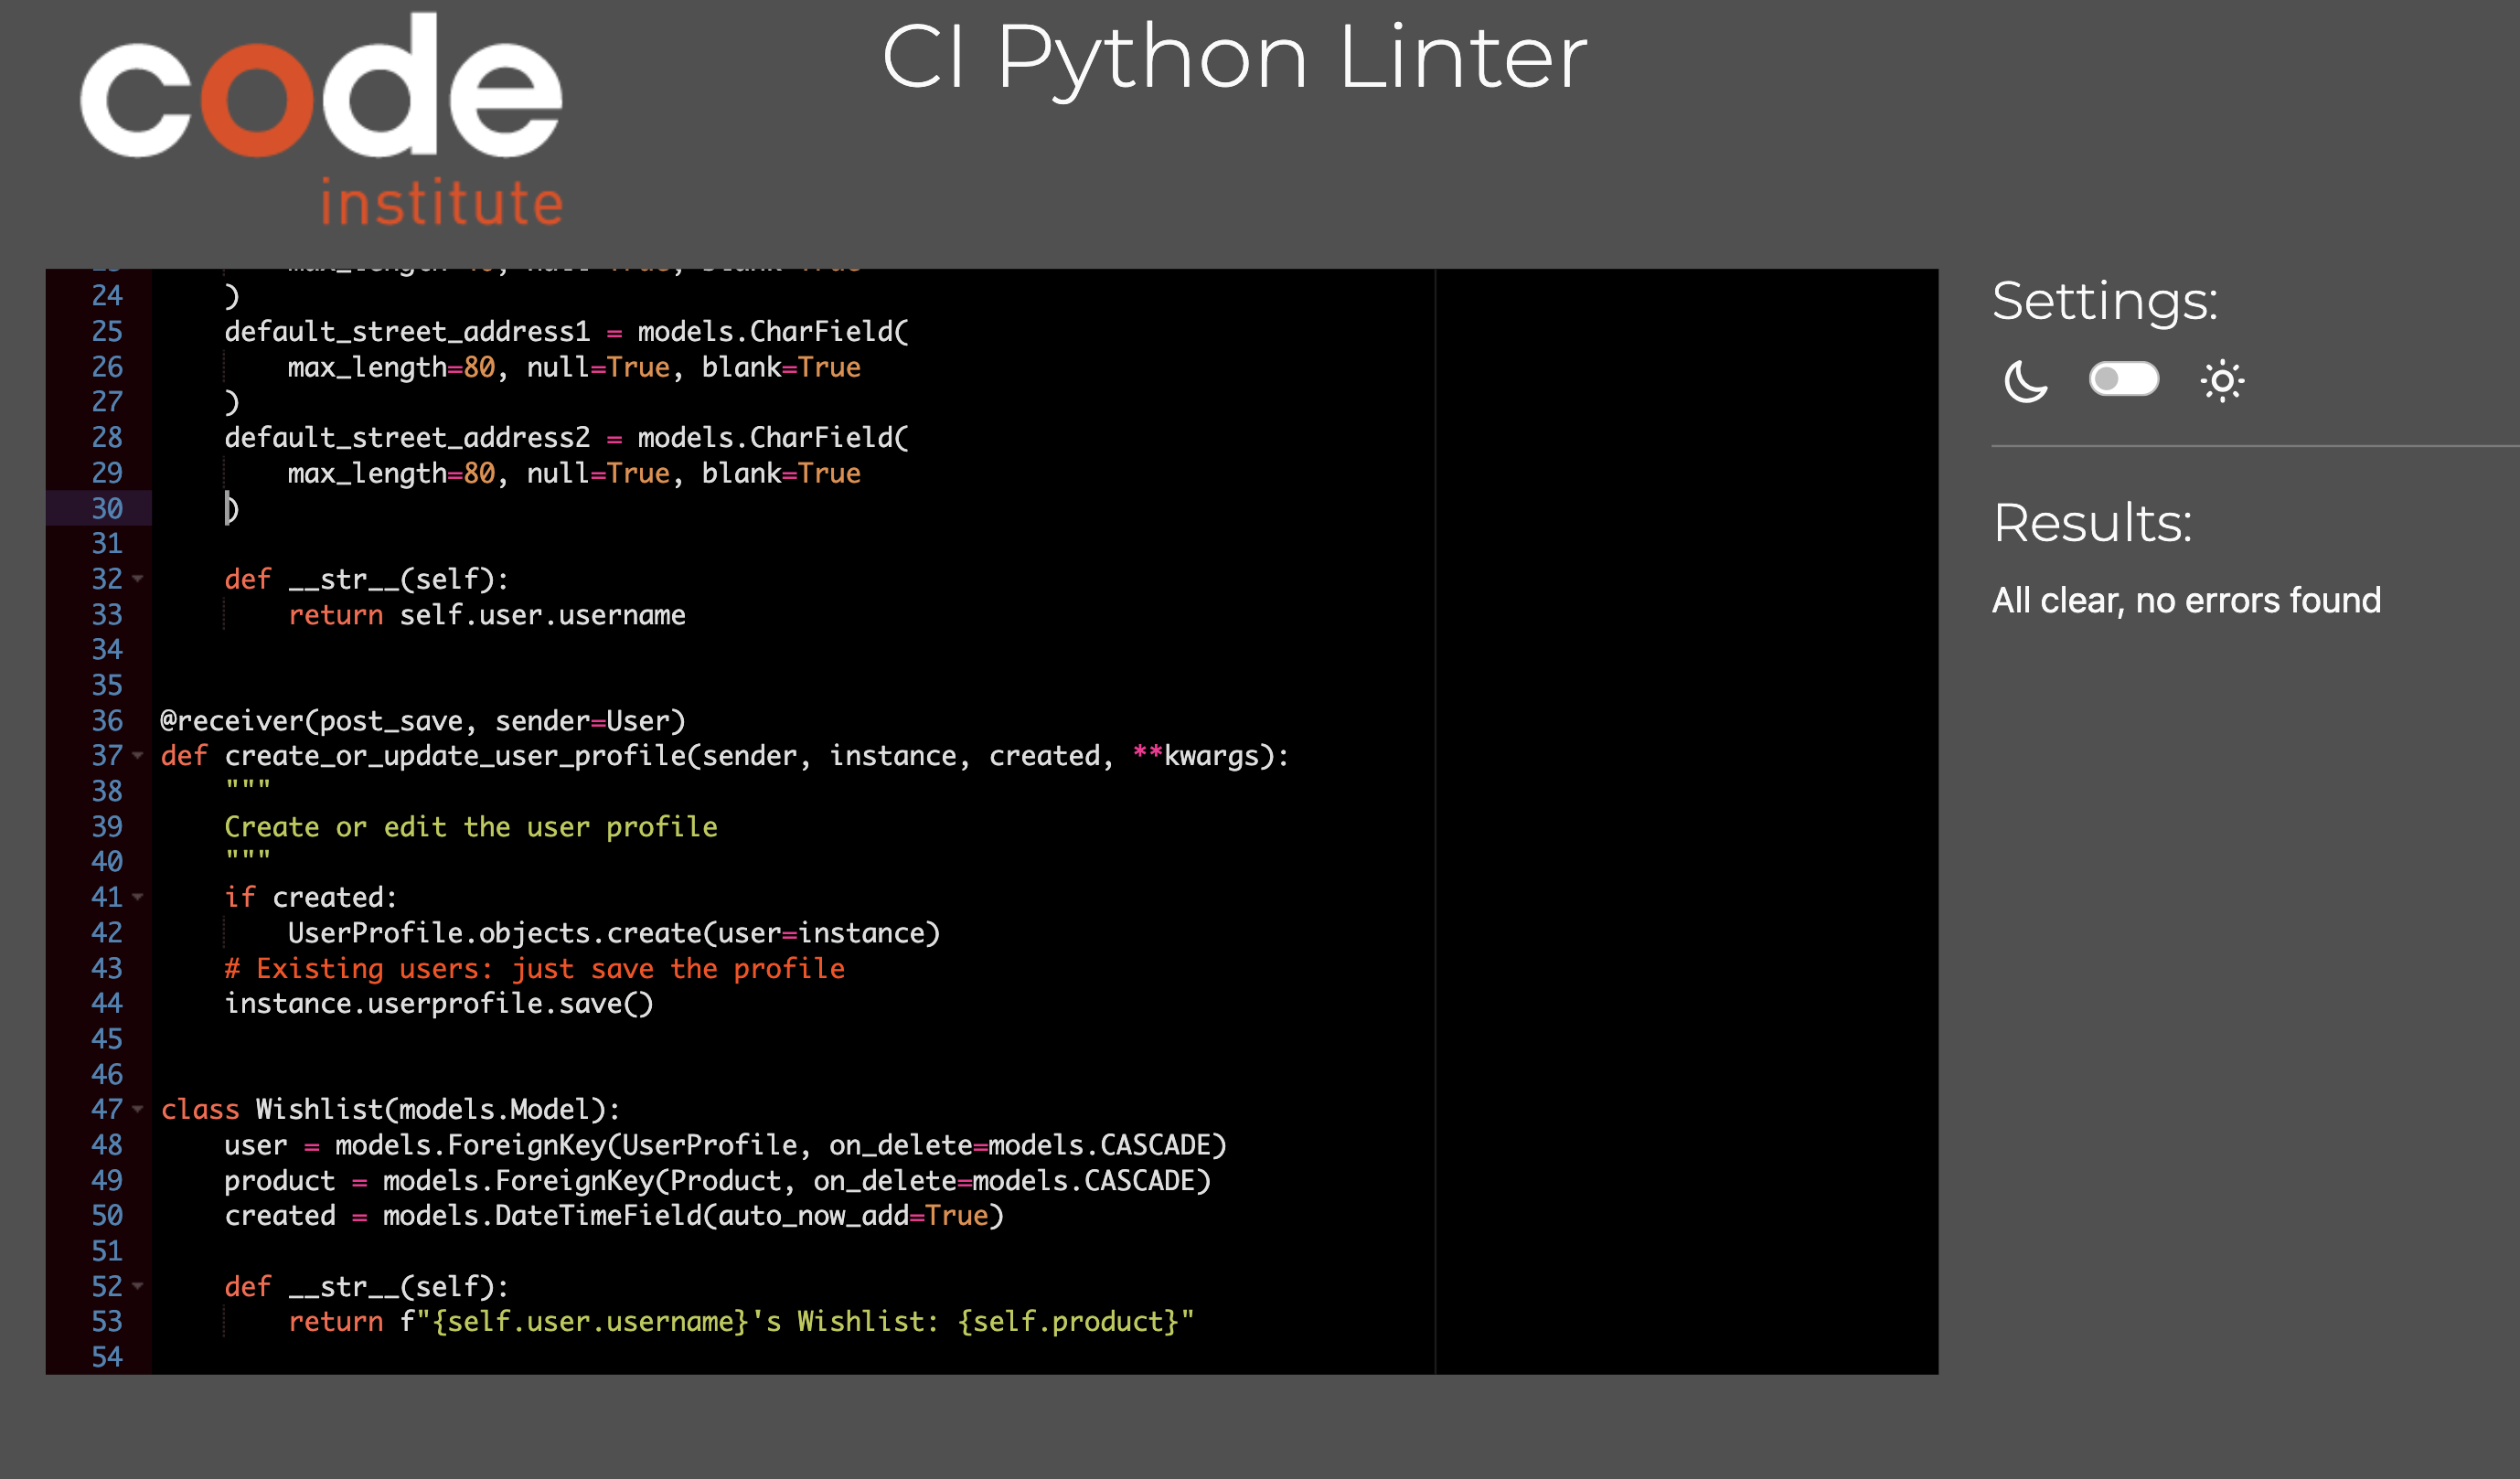 code
institute
CI Python Linter
24 )
25 default_street_address1 = models.CharField(
26 max_length=80, null=True, blank=True
27 )
28 default_street_address2 = models.CharField(
29 max_length=80, null=True, blank=True
30 )
31
32 def __str__(self):
33 return self.user.username
34
35
36 @receiver(post_save, sender=User)
37 def create_or_update_user_profile(sender, instance, created, **kwargs):
38 """
39 Create or edit the user profile
40 """
41 if created:
42 UserProfile.objects.create(user=instance)
43 # Existing users: just save the profile
44 instance.userprofile.save()
45
46
47 class Wishlist(models.Model):
48 user = models.ForeignKey(UserProfile, on_delete=models.CASCADE)
49 product = models.ForeignKey(Product, on_delete=models.CASCADE)
50 created = models.DateTimeField(auto_now_add=True)
51
52 def __str__(self):
53 return f"{self.user.username}'s Wishlist: {self.product}"
54
Settings:
Results:
All clear, no errors found